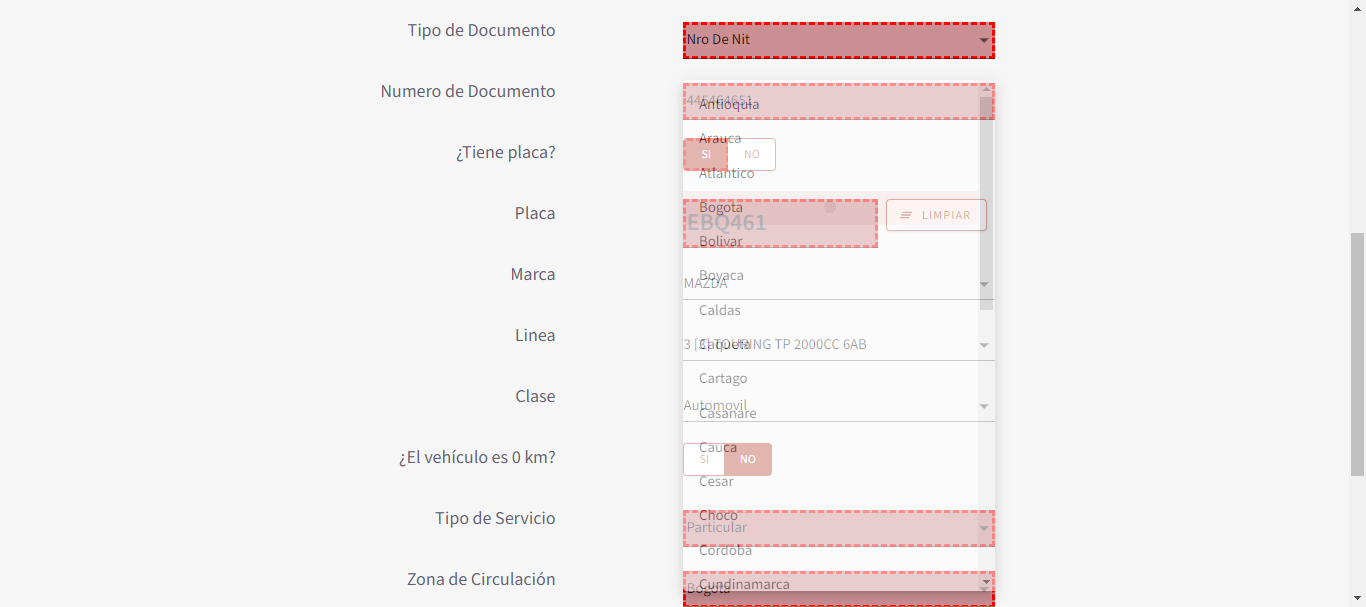 Tipo de Documento
Nro De Nit
Numero de Documento
445464651
Antioquia
Arauca
¿Tiene placa?
SI NO
Atlantico
Bogota
Placa
EBQ461
LIMPIAR
Bolivar
Marca
Boyaca
MAZDA
Caldas
Linea
3 [3] TOURING TP 2000CC 6AB
Caqueta
Cartago
Clase
Automovil
Casanare
Cauca
¿El vehículo es 0 km?
SI NO
Cesar
Choco
Tipo de Servicio
Particular
Cordoba
Zona de Circulación
Cundinamarca
Bogota